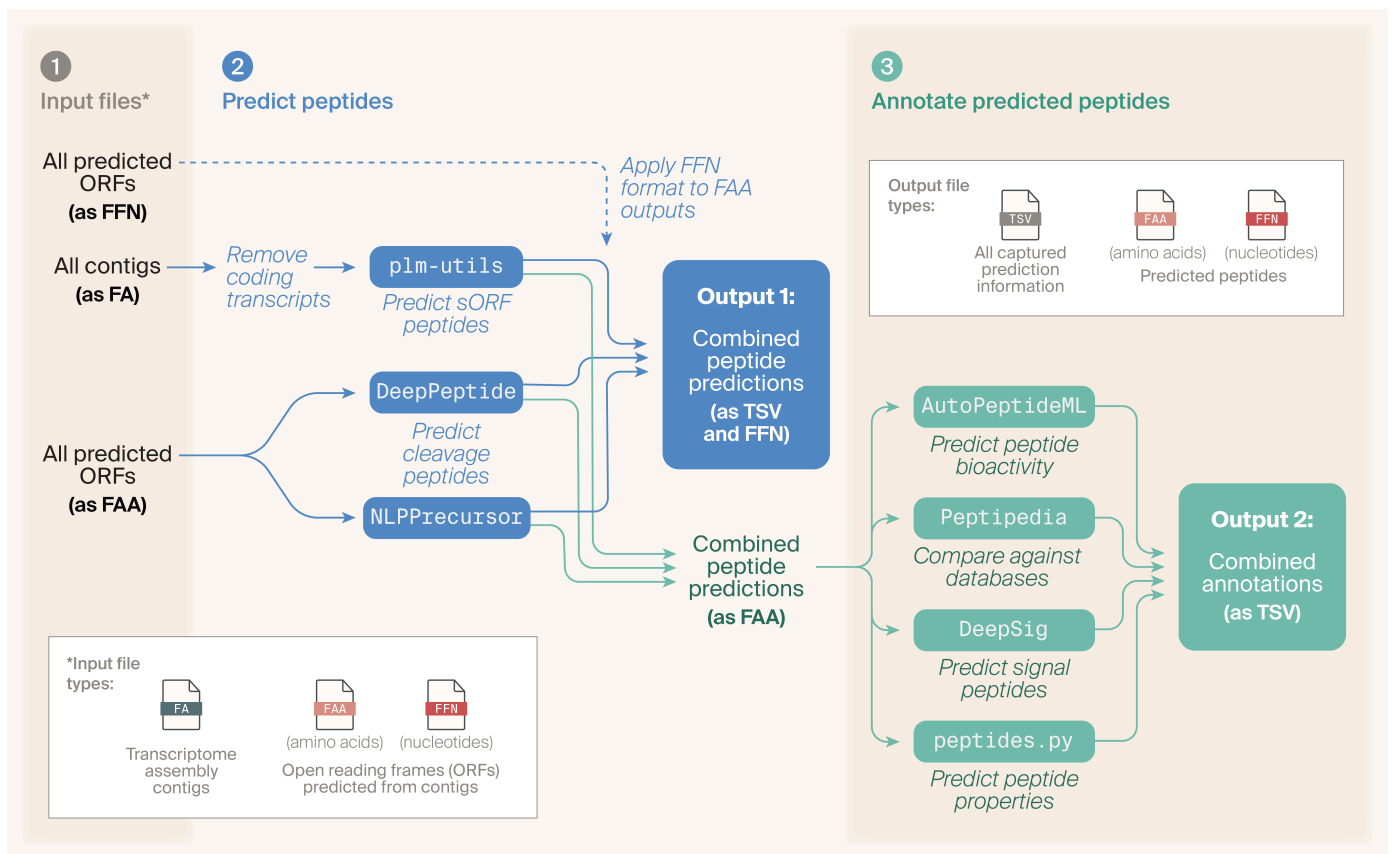 1
Input files*
2
Predict peptides
3
Annotate predicted peptides
All predicted
ORFs
(as FFN)
Apply FFN
format to FAA
outputs
All contigs
(as FA)
Remove
coding
transcripts
plm-utils
Predict sORF
peptides
All predicted
ORFs
(as FAA)
DeepPeptide
Predict
cleavage
peptides
NLPPrecursor
Output 1:
Combined
peptide
predictions
(as TSV
and FFN)
Combined
peptide
predictions
(as FAA)
Output file
types:
TSV
All captured
prediction
information
FAA
(amino acids)
FFN
(nucleotides)
Predicted peptides
AutoPeptideML
Predict peptide
bioactivity
Peptipedia
Compare against
databases
DeepSig
Predict signal
peptides
peptides.py
Predict peptide
properties
Output 2:
Combined
annotations
(as TSV)
*Input file
types:
FA
Transcriptome
assembly
contigs
FAA
(amino acids)
FFN
(nucleotides)
Open reading frames (ORFs)
predicted from contigs